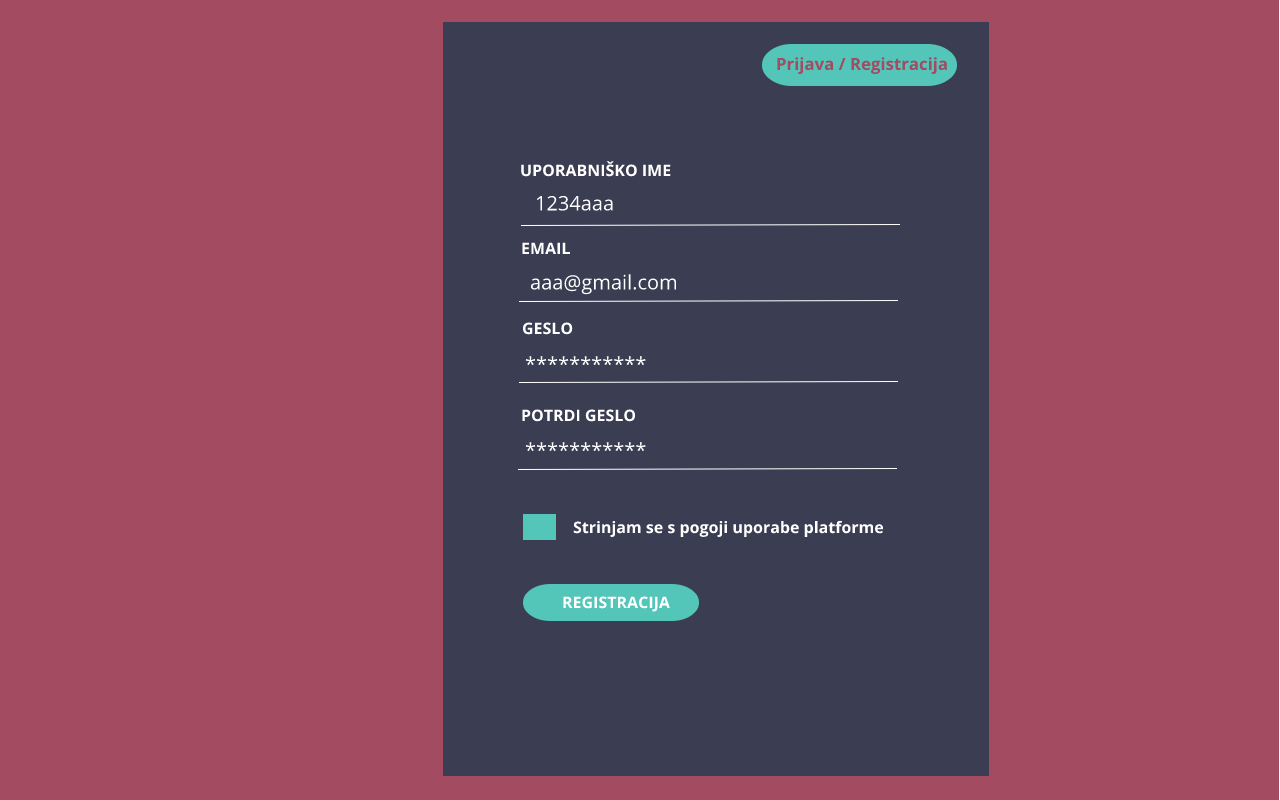 Prijava / Registracija
UPORABNIŠKO IME
1234aaa
EMAIL
aaa@gmail.com
GESLO
***********
POTRDI GESLO
***********
Strinjam se s pogoji uporabe platforme
REGISTRACIJA